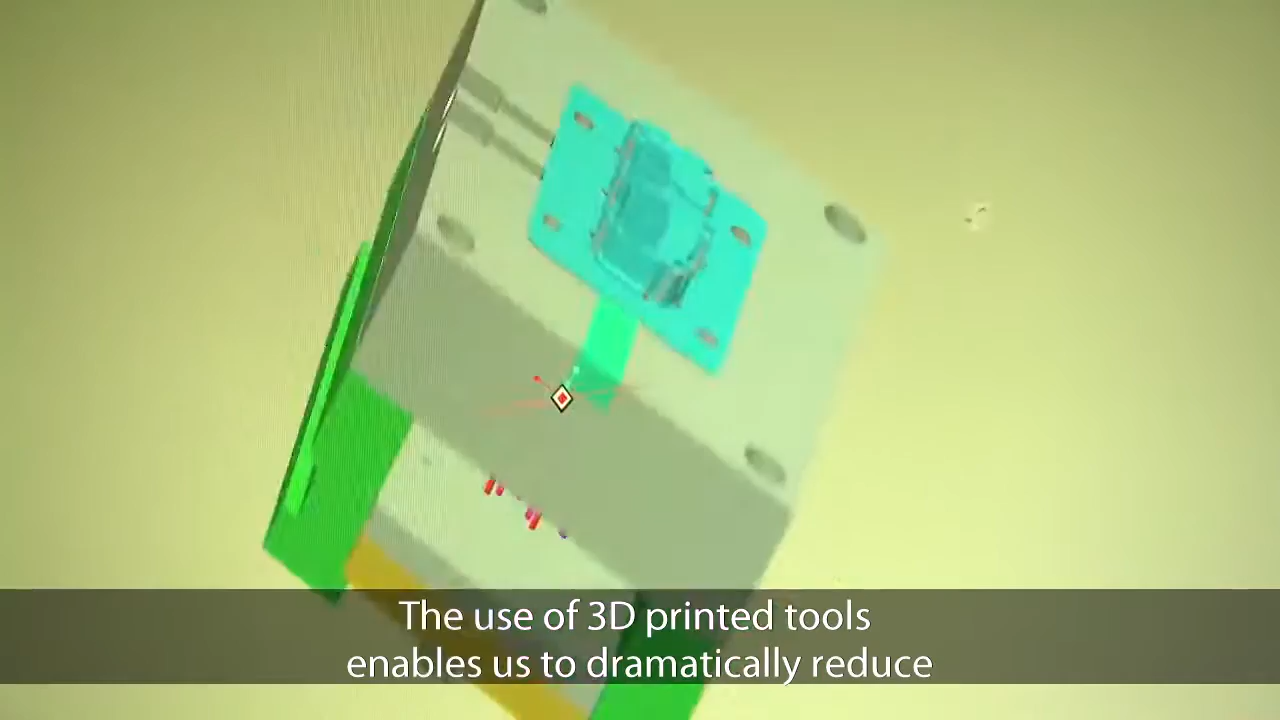 The use of 3D printed tools
enables us to dramatically reduce